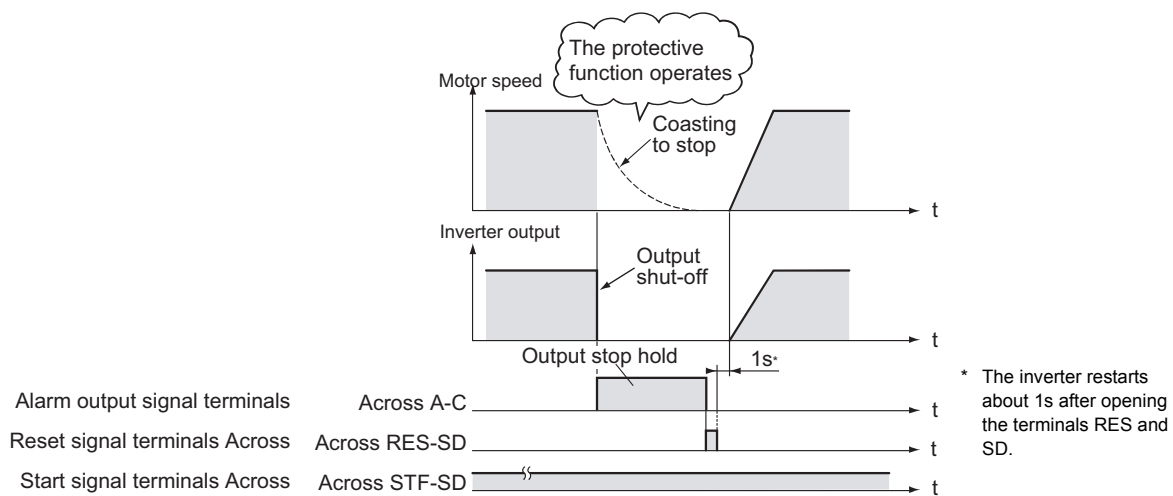 The protective
function operates
Motor speed
Coasting
to stop
t
Inverter output
Output
shut-off
t
Output stop hold
1s*
Alarm output signal terminals Across A-C
t
Reset signal terminals Across Across RES-SD
t
Start signal terminals Across Across STF-SD
t
* The inverter restarts
about 1s after opening
the terminals RES and
SD.